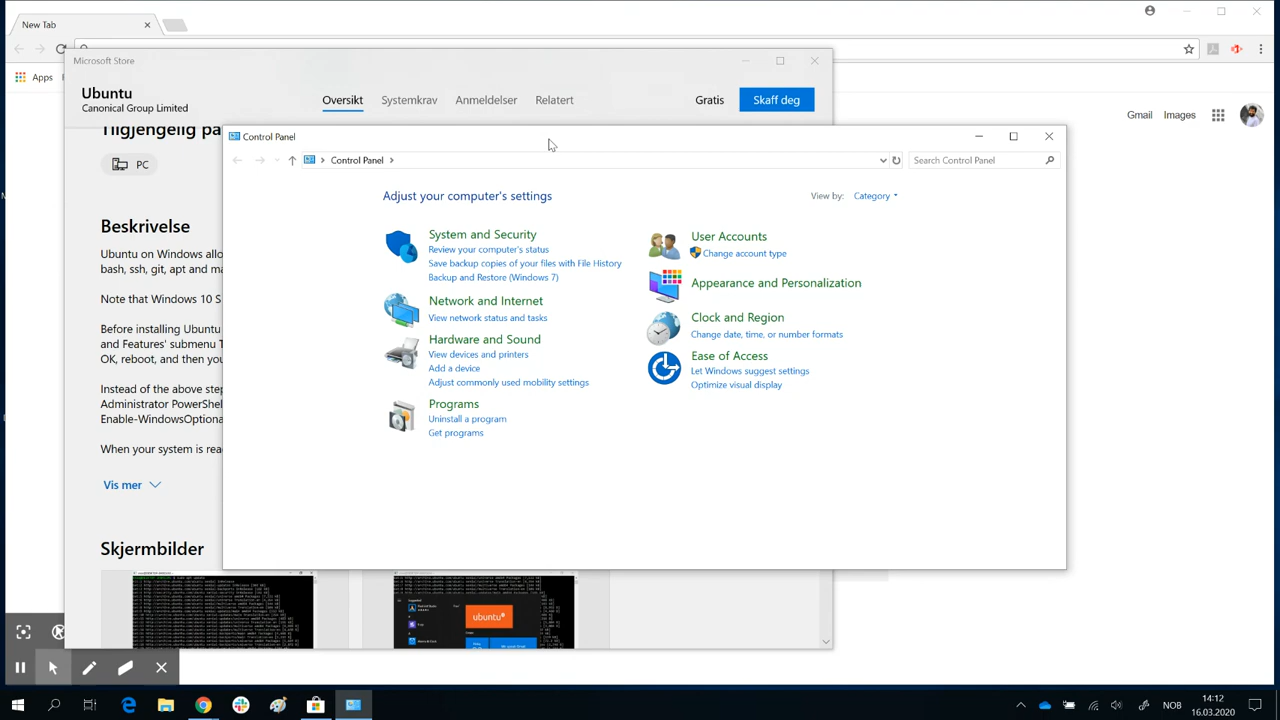 New Tab
Apps
Gmail Images
Microsoft Store
Ubuntu
Canonical Group Limited
Oversikt Systemkrav Anmeldelser Relatert
Gratis Skaff deg
Tilgjengelig på
PC
Beskrivelse
Ubuntu on Windows allo
bash, ssh, git, apt and ma
Note that Windows 10 S
Before installing Ubuntu
and Features' submenu T
OK, reboot, and then you
Instead of the above step
Administrator PowerShel
Enable-WindowsOptiona
When your system is rea
Vis mer
Skjermbilder
ubuntu
Control Panel
Control Panel
Search Control Panel
Adjust your computer's settings
View by: Category
System and Security
Review your computer's status
Save backup copies of your files with File History
Backup and Restore (Windows 7)
Network and Internet
View network status and tasks
Hardware and Sound
View devices and printers
Add a device
Adjust commonly used mobility settings
Programs
Uninstall a program
Get programs
User Accounts
Change account type
Appearance and Personalization
Clock and Region
Change date, time, or number formats
Ease of Access
Let Windows suggest settings
Optimize visual display
NOB
14:12
16.03.2020